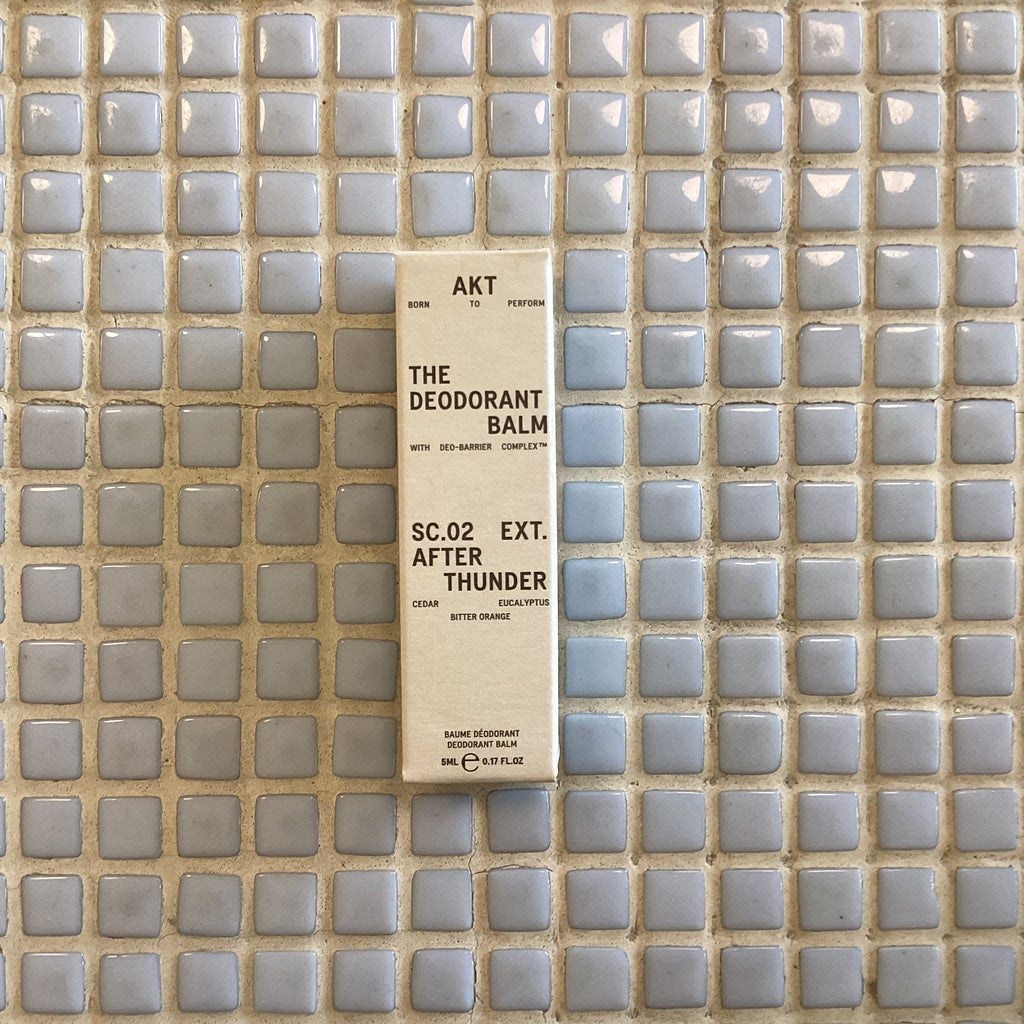 AKT
BORN TO PERFORM
THE
DEODORANT
BALM
WITH DEO-BARRIER COMPLEX™
SC.02 EXT.
AFTER
THUNDER
CEDAR EUCALYPTUS
BITTER ORANGE
BAUME DÉODORANT
DEODORANT BALM
5ML ℮ 0.17 FL.OZ